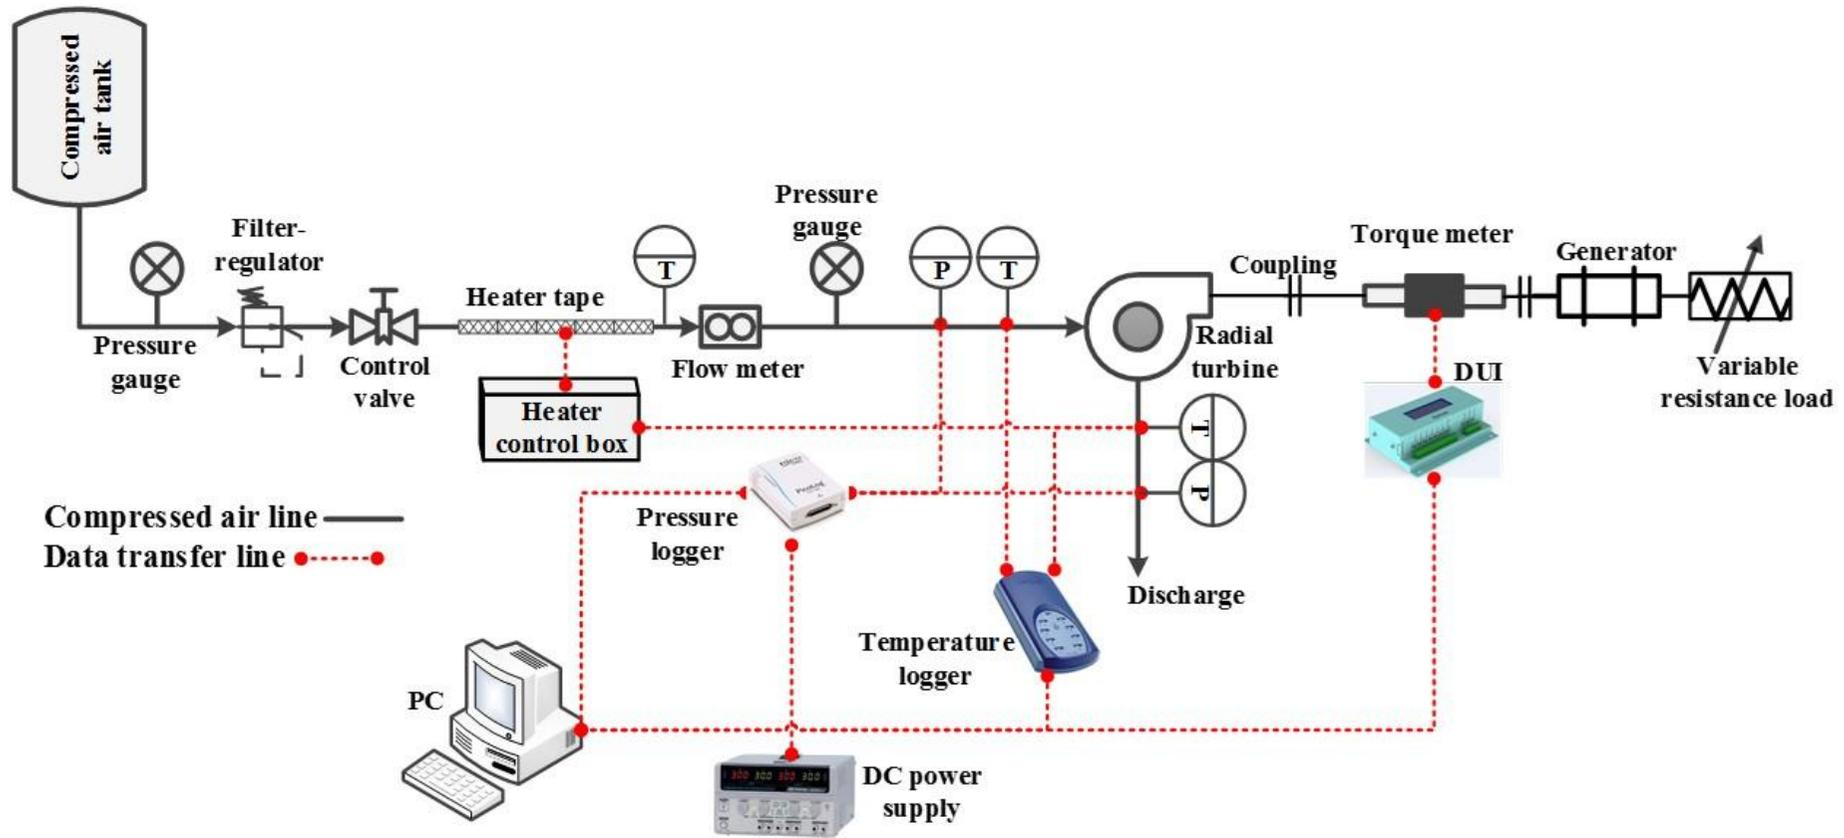 Compressed
air tank
Pressure
gauge
Filter-
regulator
Control
valve
Heater tape
T
Flow meter
Pressure
gauge
P
T
Coupling
Torque meter
Generator
Radial
turbine
Variable
resistance load
DUI
Heater
control box
T
P
Pressure
logger
Compressed air line
Data transfer line
Discharge
Temperature
logger
PC
DC power
supply